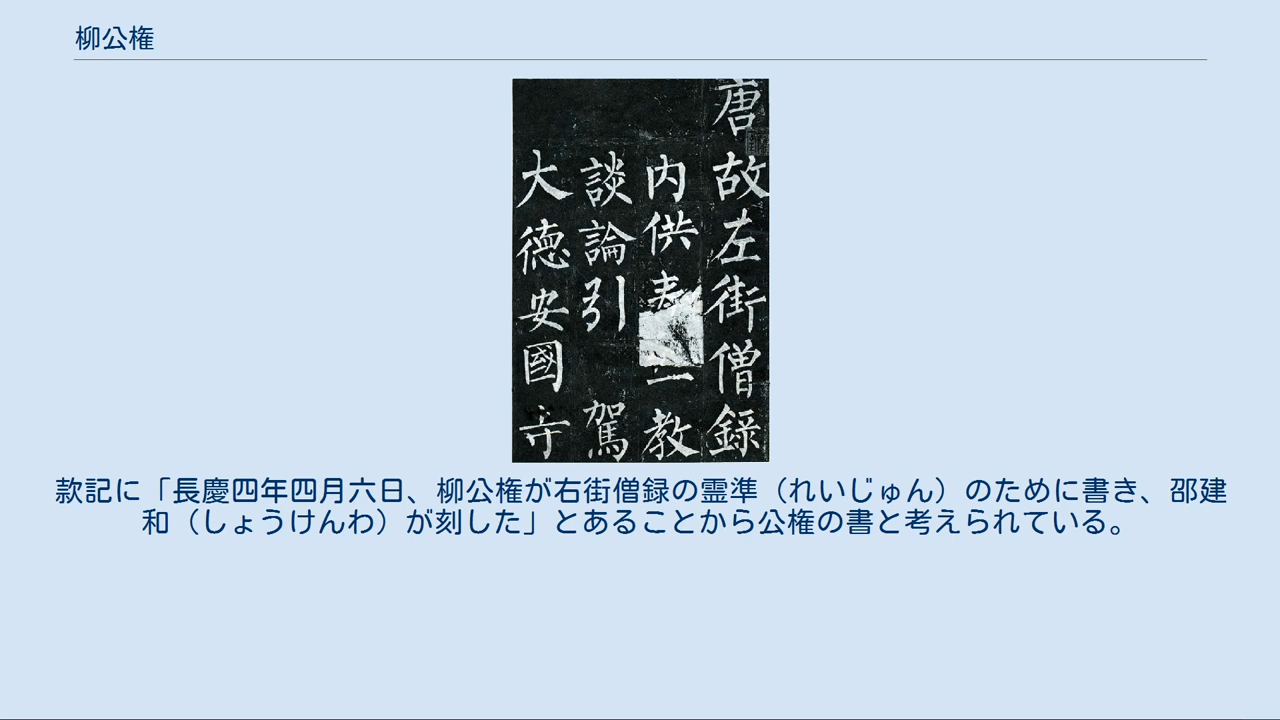 柳公権
唐故左街僧録
内供奉三教
談論引 駕
大徳安國寺
款記に「長慶四年四月六日、柳公権が右街僧録の霊準（れいじゅん）のために書き、邵建
和（しょうけんわ）が刻した」とあることから公権の書と考えられている。